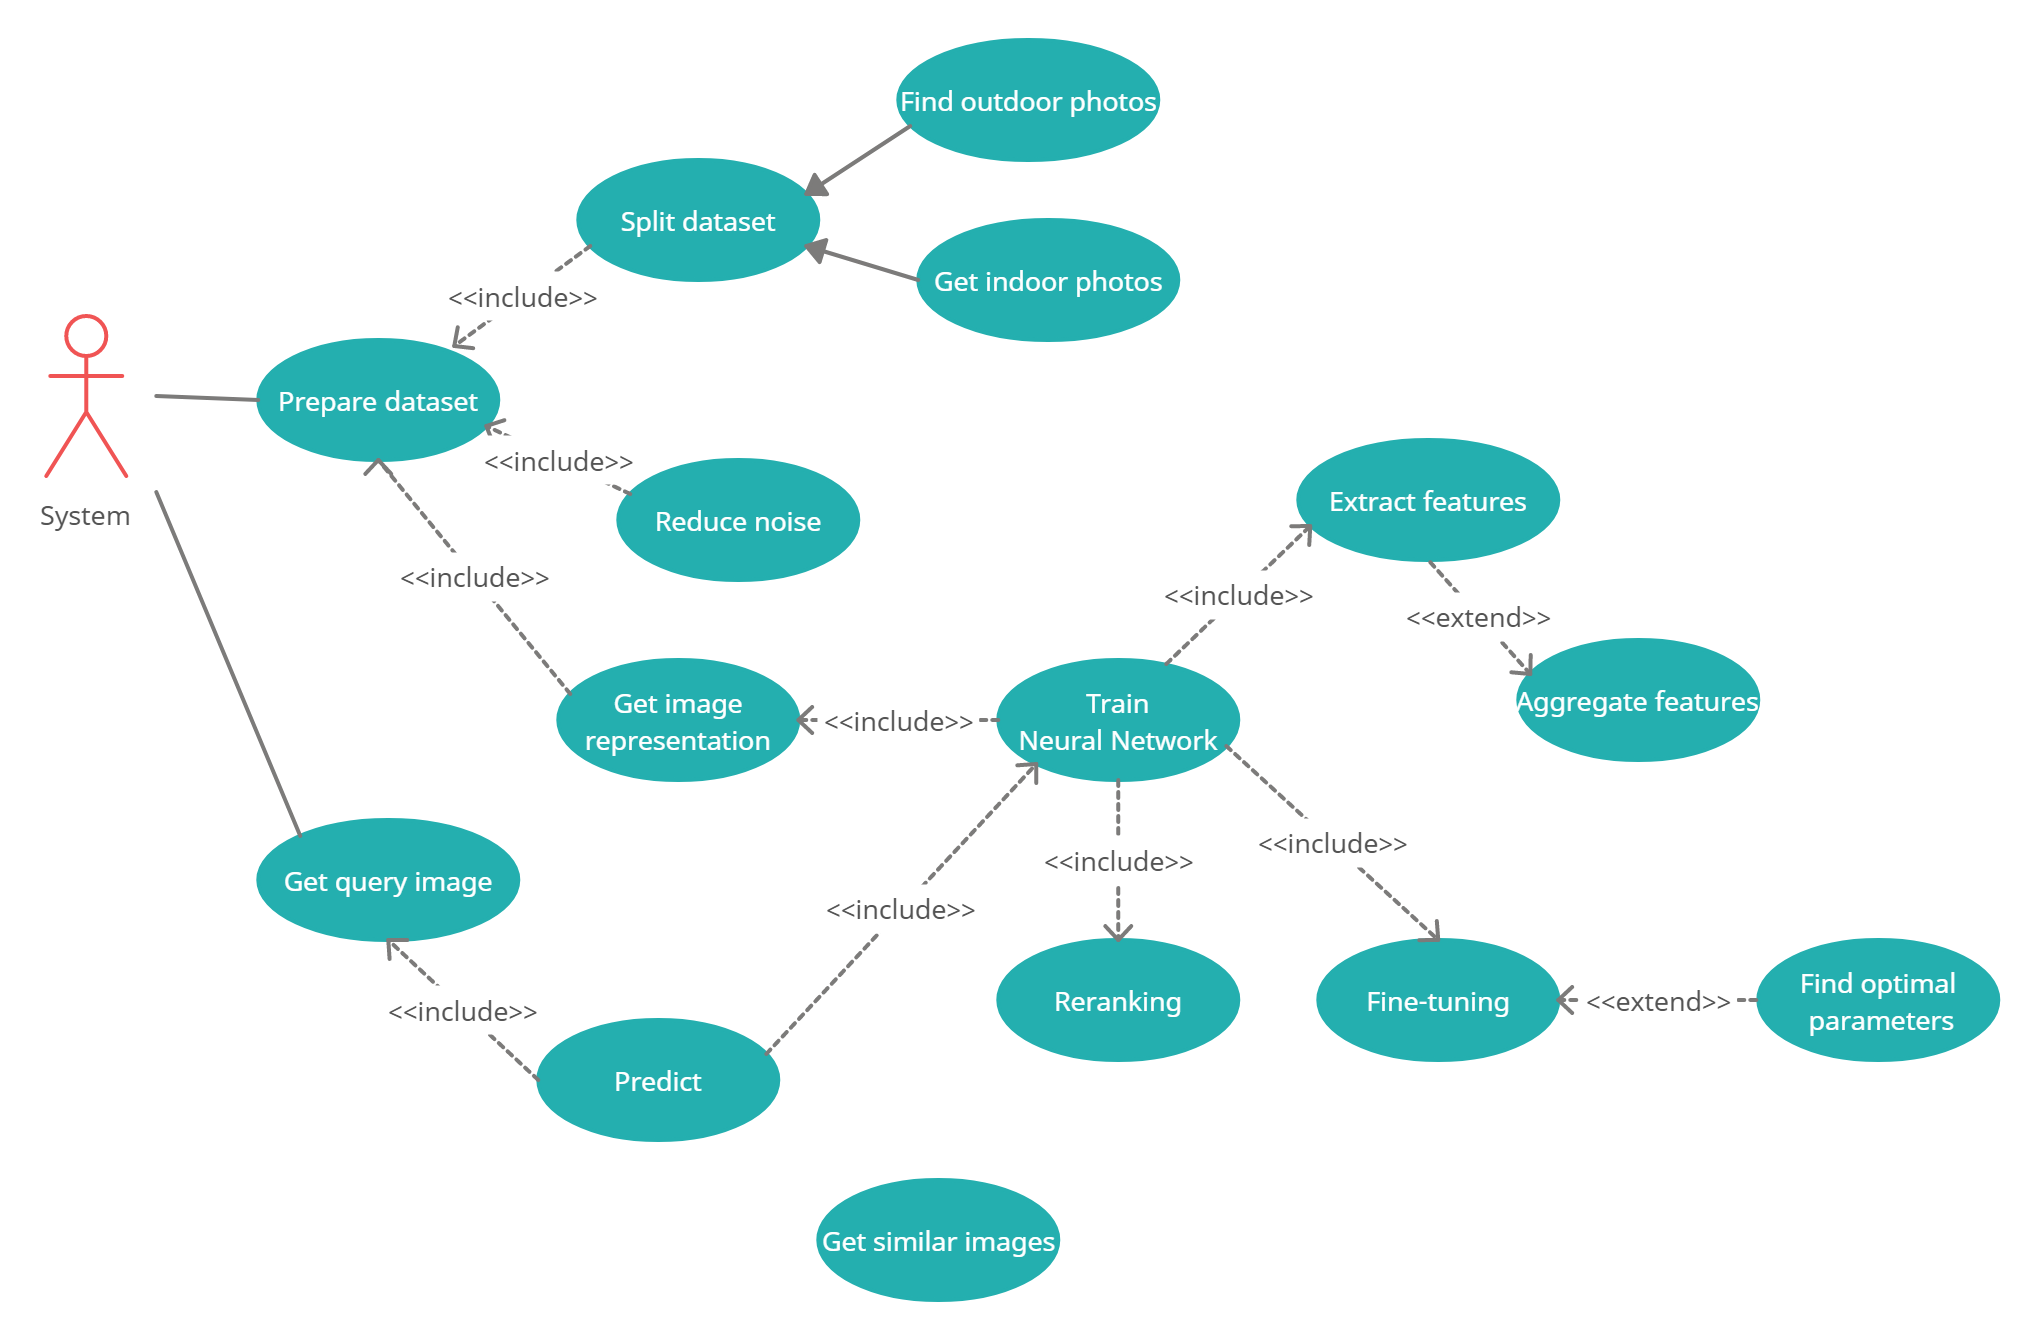 Find outdoor photos
Split dataset
Get indoor photos
<<include>>
Prepare dataset
<<include>>
Reduce noise
System
Extract features
<<include>>
<<include>>
<<extend>>
Get image
representation
<<include>>
Train
Neural Network
Aggregate features
<<include>>
<<include>>
<<include>>
Get query image
<<include>>
Predict
Reranking
Fine-tuning
<<extend>>
Find optimal
parameters
Get similar images